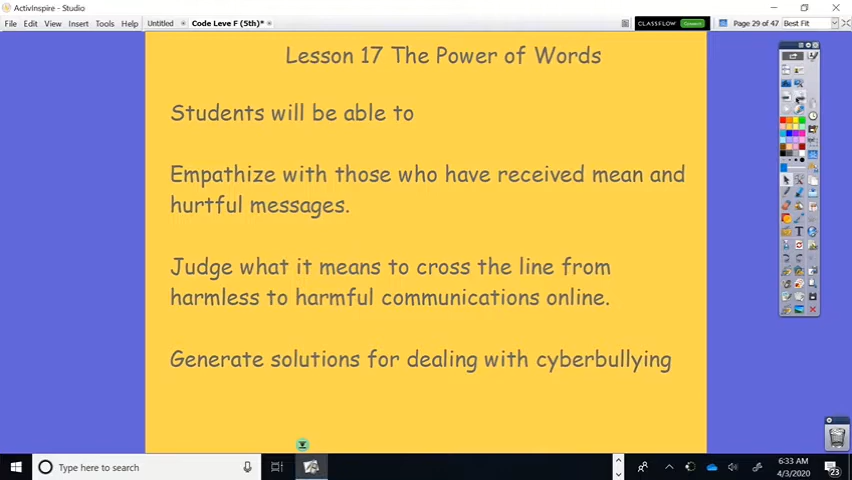 ActivInspire - Studio
File Edit View Insert Tools Help Untitled Code Leve F (5th)* CLASSFLOW Connect Page 29 of 47 Best Fit
Lesson 17 The Power of Words
Students will be able to
Empathize with those who have received mean and
hurtful messages.
Judge what it means to cross the line from
harmless to harmful communications online.
Generate solutions for dealing with cyberbullying
Type here to search
6:33 AM
4/3/2020
23